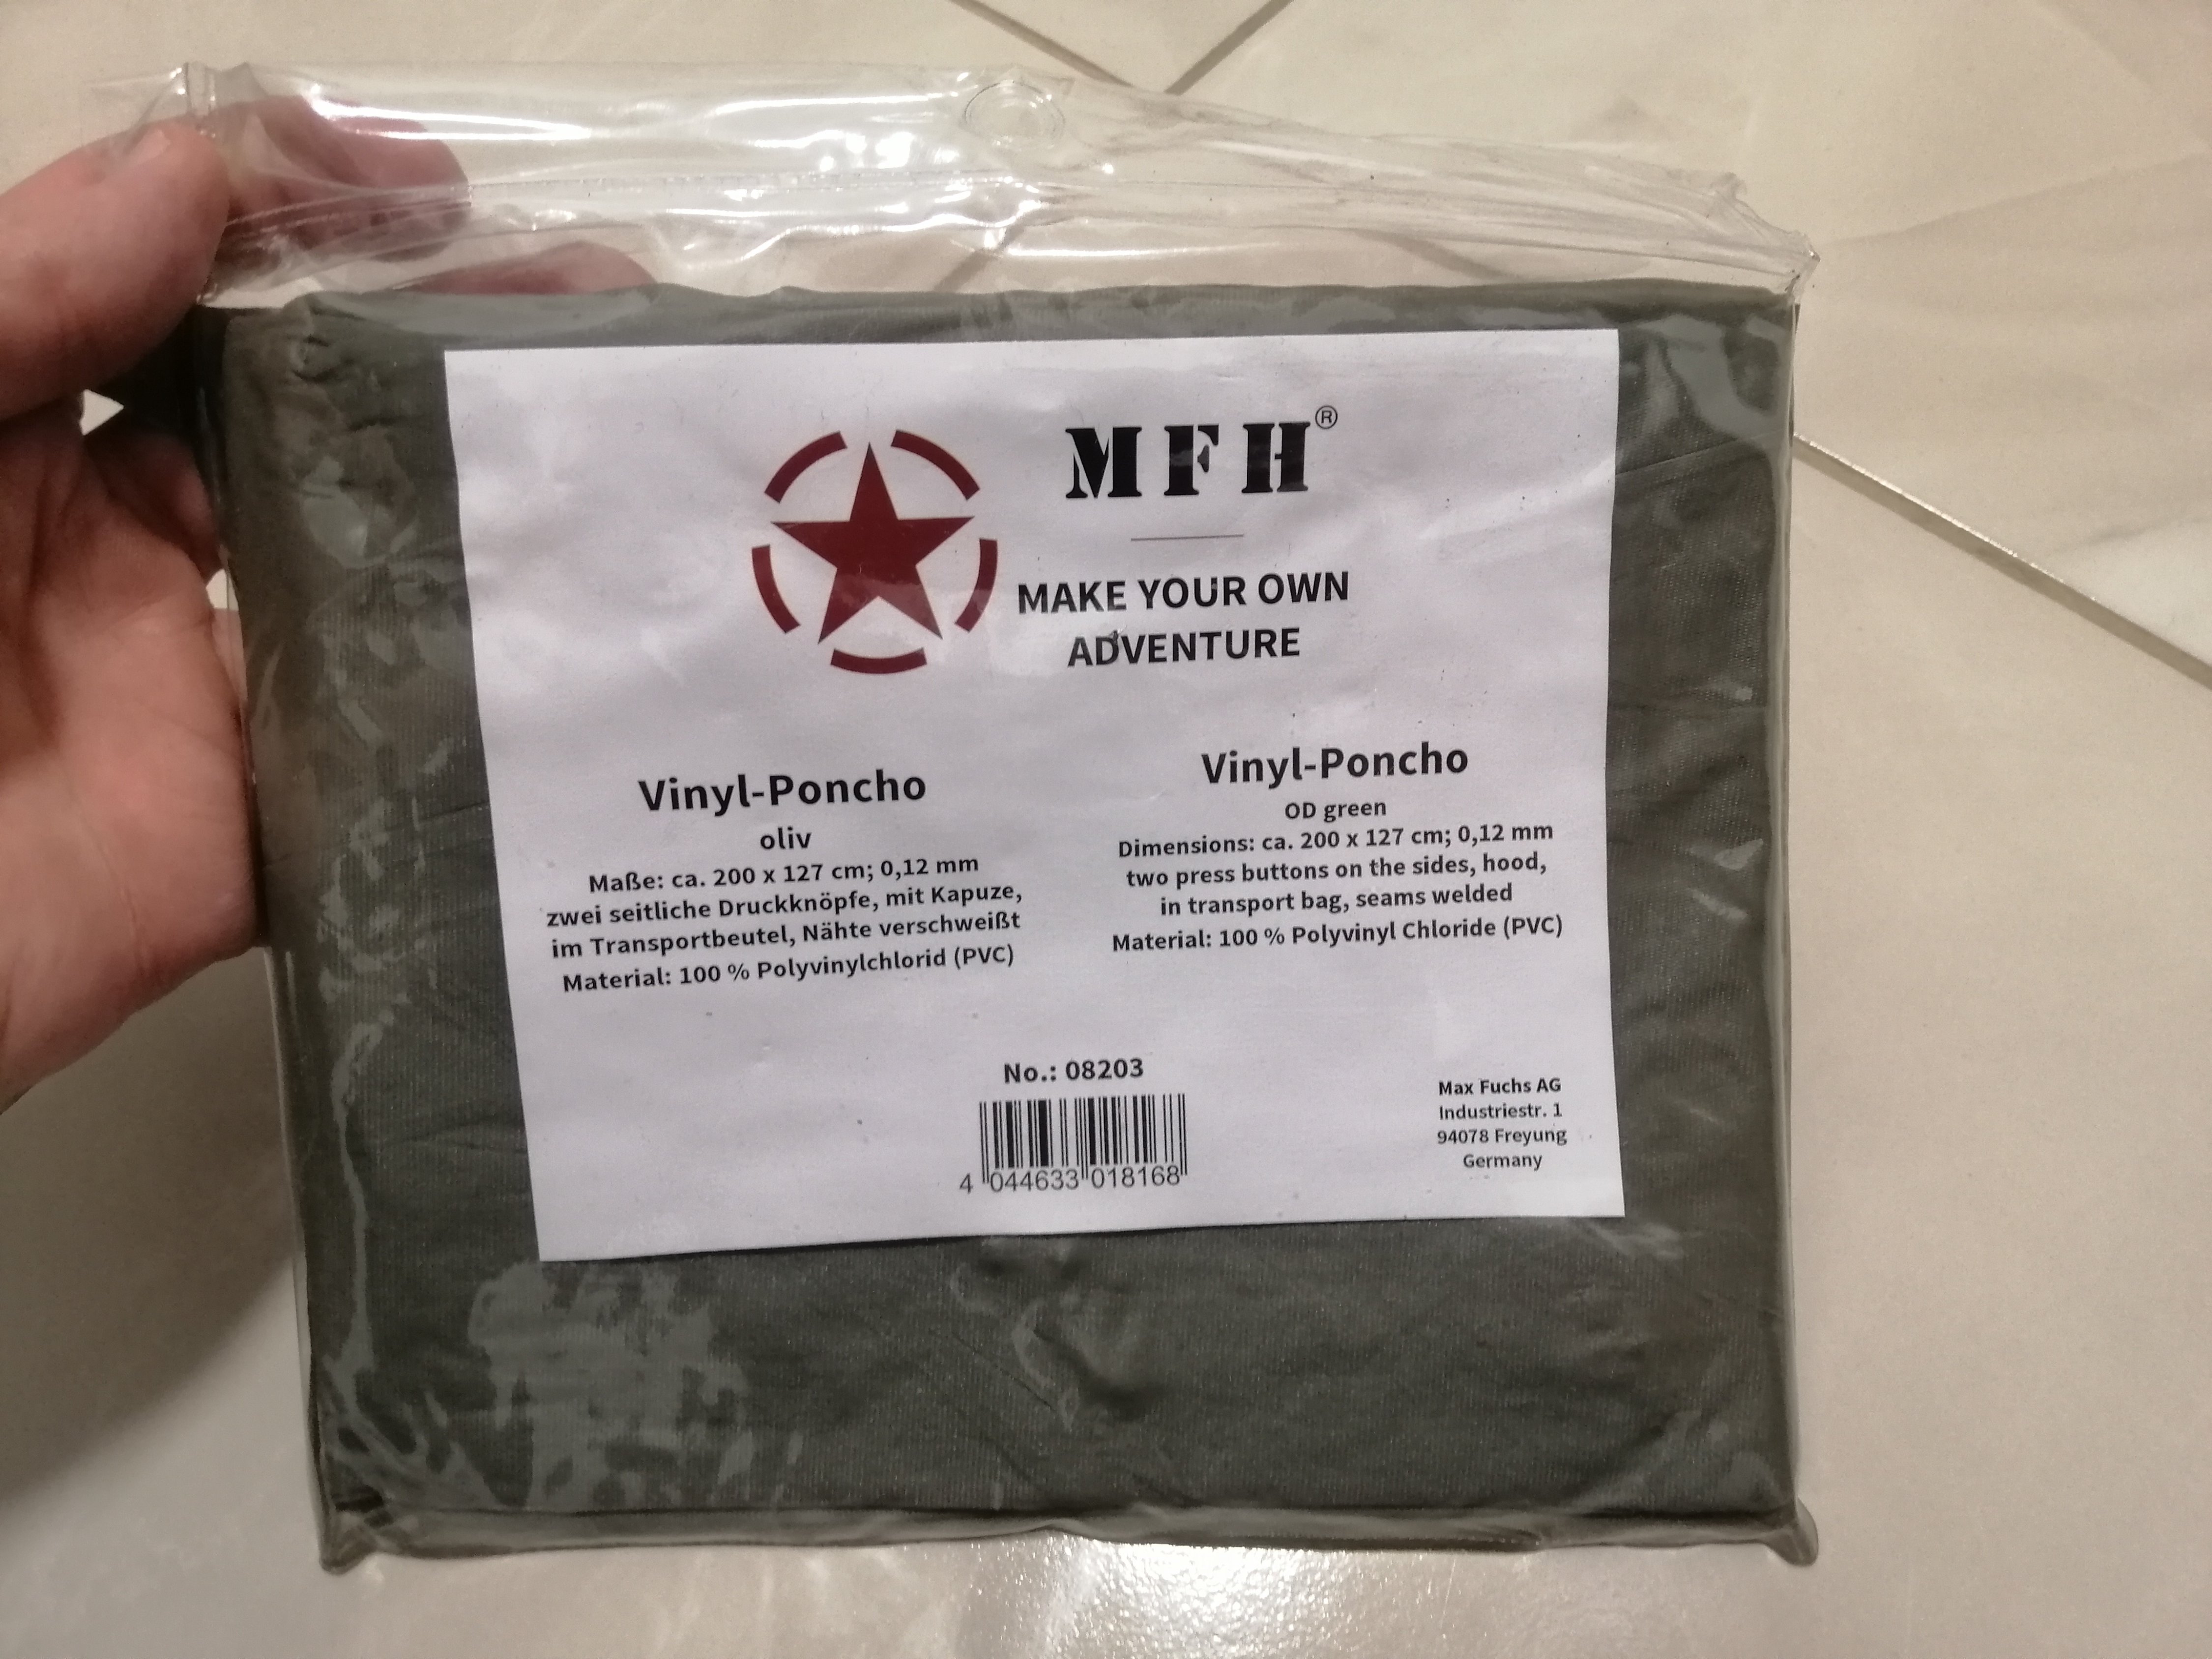 MFH®
MAKE YOUR OWN
ADVENTURE
Vinyl-Poncho
oliv
Maße: ca. 200 x 127 cm; 0,12 mm
zwei seitliche Druckknöpfe, mit Kapuze,
im Transportbeutel, Nähte verschweißt
Material: 100 % Polyvinylchlorid (PVC)
Vinyl-Poncho
OD green
Dimensions: ca. 200 x 127 cm; 0,12 mm
two press buttons on the sides, hood,
in transport bag, seams welded
Material: 100 % Polyvinyl Chloride (PVC)
No.: 08203
4 044633 018168
Max Fuchs AG
Industriestr. 1
94078 Freyung
Germany